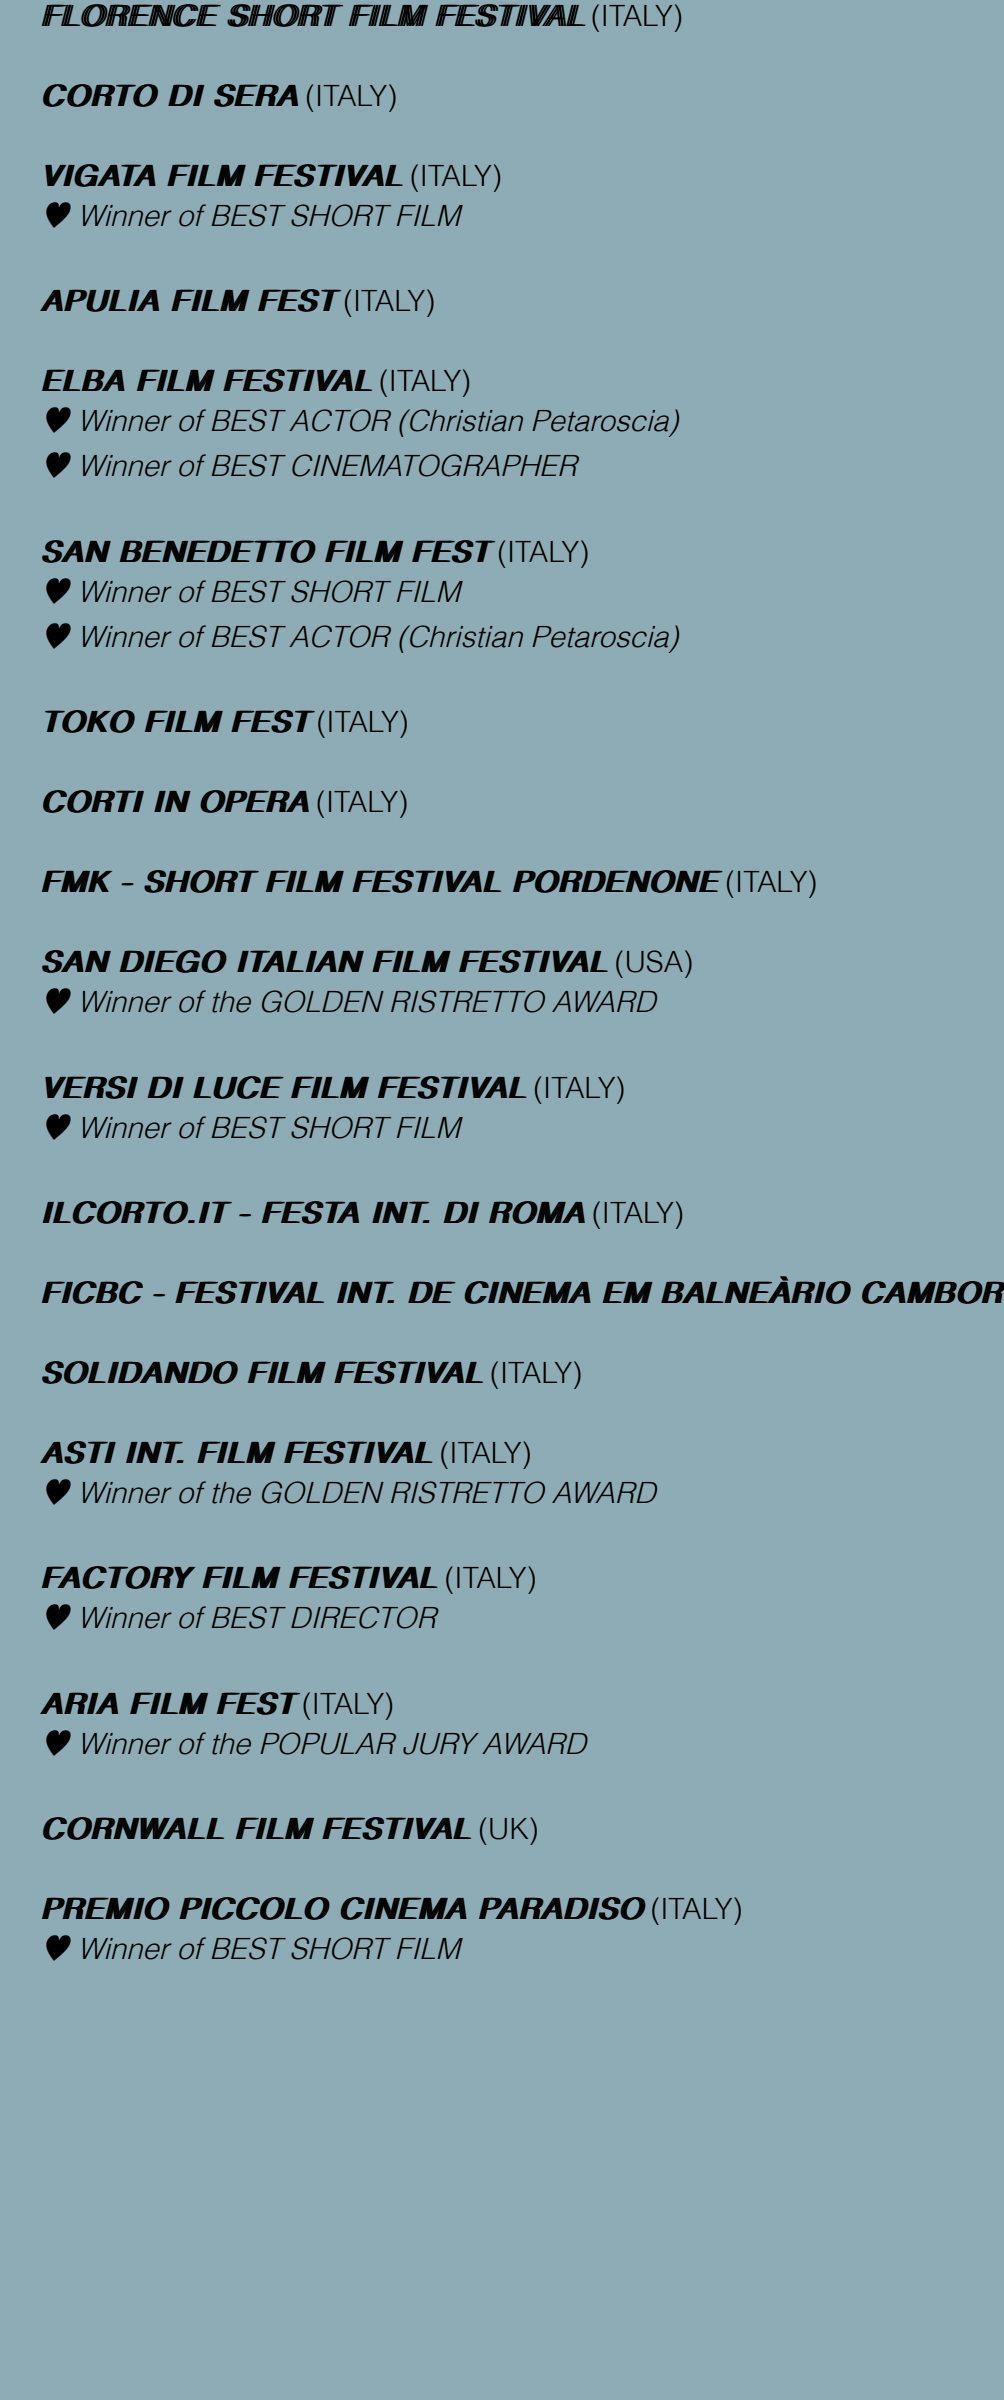 FLORENCE SHORT FILM FESTIVAL (ITALY)
CORTO DI SERA (ITALY)
VIGATA FILM FESTIVAL (ITALY)
♥ Winner of BEST SHORT FILM
APULIA FILM FEST (ITALY)
ELBA FILM FESTIVAL (ITALY)
♥ Winner of BEST ACTOR (Christian Petaroscia)
♥ Winner of BEST CINEMATOGRAPHER
SAN BENEDETTO FILM FEST (ITALY)
♥ Winner of BEST SHORT FILM
♥ Winner of BEST ACTOR (Christian Petaroscia)
TOKO FILM FEST (ITALY)
CORTI IN OPERA (ITALY)
FMK - SHORT FILM FESTIVAL PORDENONE (ITALY)
SAN DIEGO ITALIAN FILM FESTIVAL (USA)
♥ Winner of the GOLDEN RISTRETTO AWARD
VERSI DI LUCE FILM FESTIVAL (ITALY)
♥ Winner of BEST SHORT FILM
ILCORTO.IT - FESTA INT. DI ROMA (ITALY)
FICBC - FESTIVAL INT. DE CINEMA EM BALNEÀRIO CAMBOR
SOLIDANDO FILM FESTIVAL (ITALY)
ASTI INT. FILM FESTIVAL (ITALY)
♥ Winner of the GOLDEN RISTRETTO AWARD
FACTORY FILM FESTIVAL (ITALY)
♥ Winner of BEST DIRECTOR
ARIA FILM FEST (ITALY)
♥ Winner of the POPULAR JURY AWARD
CORNWALL FILM FESTIVAL (UK)
PREMIO PICCOLO CINEMA PARADISO (ITALY)
♥ Winner of BEST SHORT FILM